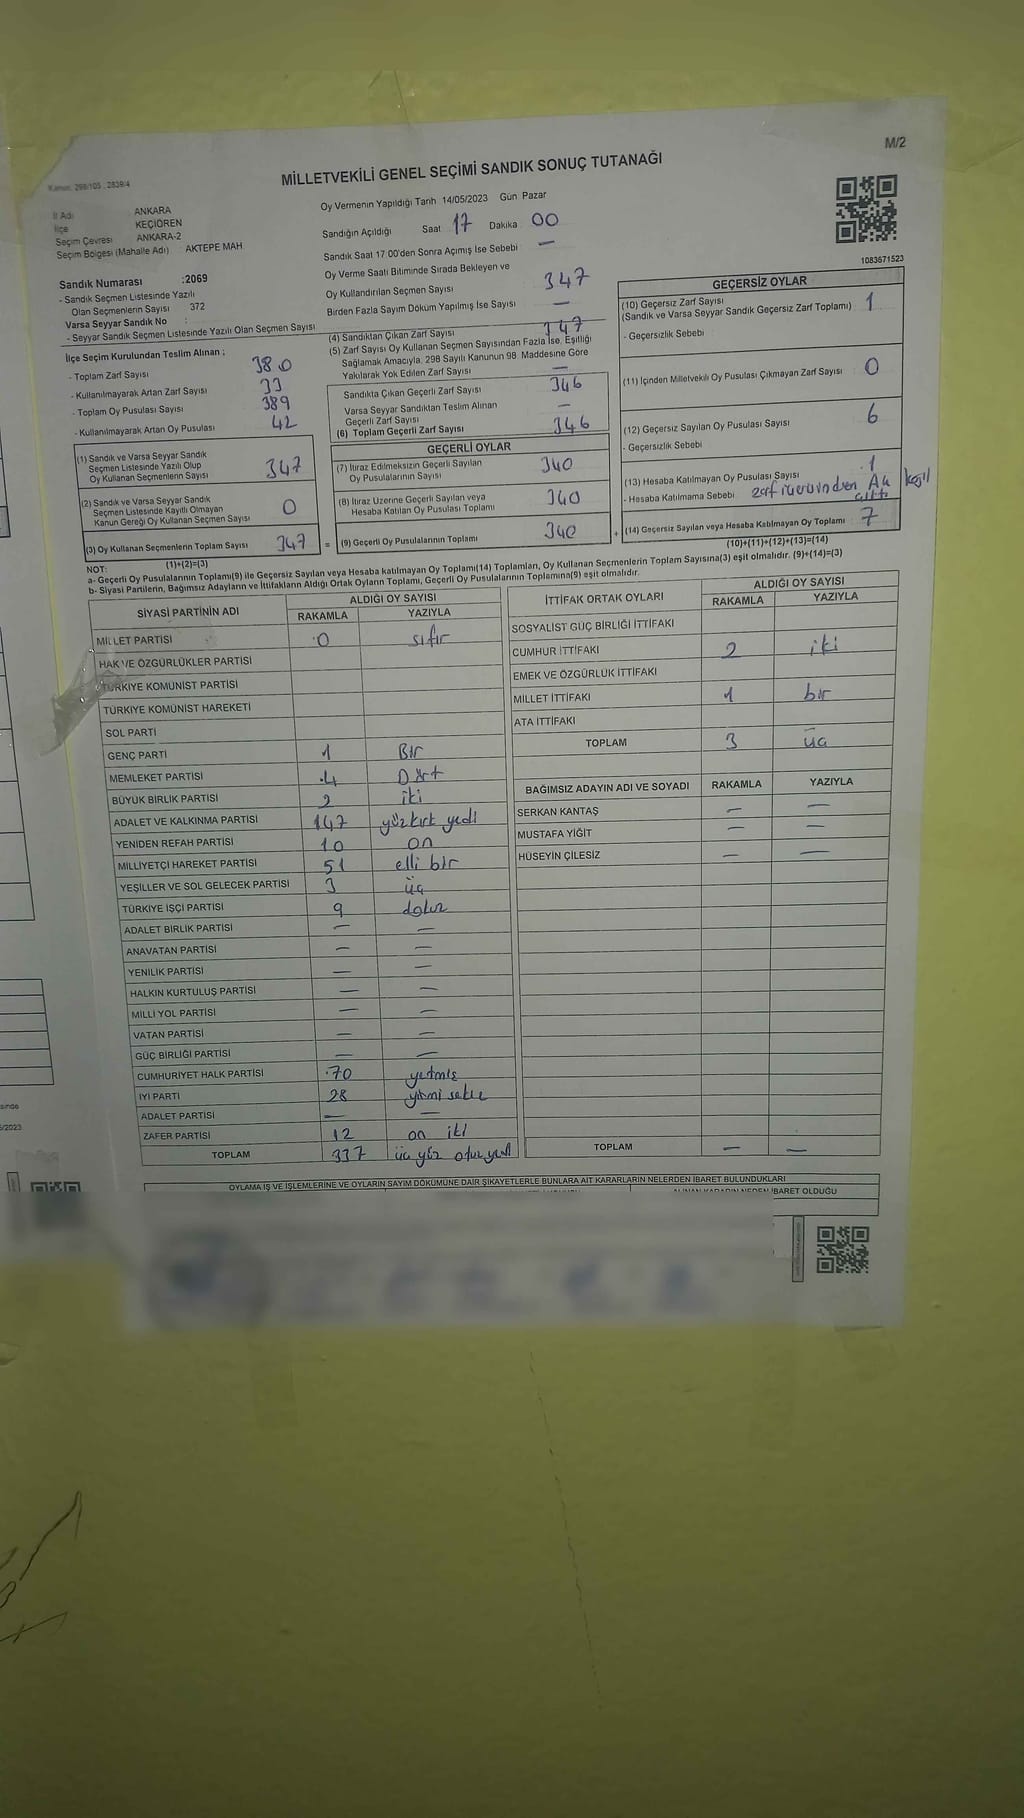 M/2
Kanun: 298/105 , 2839/4
MİLLETVEKİLİ GENEL SEÇİMİ SANDIK SONUÇ TUTANAĞI
İl Adı ANKARA
İlçe KEÇİÖREN
Seçim Çevresi ANKARA-2
Seçim Bölgesi (Mahalle Adı) AKTEPE MAH.
Oy Vermenin Yapıldığı Tarih 14/05/2023 Gün Pazar
Sandığın Açıldığı Saat 17 Dakika 00
Sandık Saat 17:00'den Sonra Açımış İse Sebebi —
Oy Verme Saati Bitiminde Sırada Bekleyen ve
Oy Kullandırılan Seçmen Sayısı 347
Birden Fazla Sayım Döküm Yapılmış İse Sayısı —
1083671523
Sandık Numarası :2069
- Sandık Seçmen Listesinde Yazılı
Olan Seçmenlerin Sayısı 372
Varsa Seyyar Sandık No :
- Seyyar Sandık Seçmen Listesinde Yazılı Olan Seçmen Sayısı
İlçe Seçim Kurulundan Teslim Alınan ;
- Toplam Zarf Sayısı 380
- Kullanılmayarak Artan Zarf Sayısı 33
- Toplam Oy Pusulası Sayısı 389
- Kullanılmayarak Artan Oy Pusulası 42
(4) Sandıktan Çıkan Zarf Sayısı 347
(5) Zarf Sayısı Oy Kullanan Seçmen Sayısından Fazla İse, Eşitliği
Sağlamak Amacıyla, 298 Sayılı Kanunun 98 Maddesine Göre
Yakılarak Yok Edilen Zarf Sayısı —
Sandıkta Çıkan Geçerli Zarf Sayısı 346
Varsa Seyyar Sandıktan Teslim Alınan
Geçerli Zarf Sayısı —
(6) Toplam Geçerli Zarf Sayısı 346
GEÇERSİZ OYLAR
(10) Geçersiz Zarf Sayısı 1
(Sandık ve Varsa Seyyar Sandık Geçersiz Zarf Toplamı)
- Geçersizlik Sebebi
(11) İçinden Milletvekili Oy Pusulası Çıkmayan Zarf Sayısı 0
(12) Geçersiz Sayılan Oy Pusulası Sayısı 6
- Geçersizlik Sebebi
(13) Hesaba Katılmayan Oy Pusulası Sayısı 1
- Hesaba Katılmama Sebebi
(14) Geçersiz Sayılan veya Hesaba Katılmayan Oy Toplamı 7
(10)+(11)+(12)+(13)=(14)
(1) Sandık ve Varsa Seyyar Sandık
Seçmen Listesinde Yazılı Olup
Oy Kullanan Seçmenlerin Sayısı 347
(2) Sandık ve Varsa Seyyar Sandık
Seçmen Listesinde Kayıtlı Olmayan
Kanun Gereği Oy Kullanan Seçmen Sayısı 0
(3) Oy Kullanan Seçmenlerin Toplam Sayısı 347 =
(1)+(2)=(3)
GEÇERLİ OYLAR
(7) İtiraz Edilmeksizin Geçerli Sayılan
Oy Pusulalarının Sayısı 340
(8) İtiraz Üzerine Geçerli Sayılan veya
Hesaba Katılan Oy Pusulası Toplamı 340
(9) Geçerli Oy Pusulalarının Toplamı 340 +
NOT:
a- Geçerli Oy Pusulalarının Toplamı(9) ile Geçersiz Sayılan veya Hesaba katılmayan Oy Toplamı(14) Toplamları, Oy Kullanan Seçmenlerin Toplam Sayısına(3) eşit olmalıdır. (9)+(14)=(3)
b- Siyasi Partilerin, Bağımsız Adayların ve İttifakların Aldığı Ortak Oyların Toplamı, Geçerli Oy Pusulalarının Toplamına(9) eşit olmalıdır.
SİYASİ PARTİNİN ADI ALDIĞI OY SAYISI
RAKAMLA YAZIYLA
MİLLET PARTİSİ 0 sıfır
HAK VE ÖZGÜRLÜKLER PARTİSİ
TÜRKİYE KOMÜNİST PARTİSİ
TÜRKİYE KOMÜNİST HAREKETİ
SOL PARTİ
GENÇ PARTİ 1 Bir
MEMLEKET PARTİSİ 4 Dört
BÜYÜK BİRLİK PARTİSİ 2 iki
ADALET VE KALKINMA PARTİSİ 147 yüzkırk yedi
YENİDEN REFAH PARTİSİ 10 on
MİLLİYETÇİ HAREKET PARTİSİ 51 elli bir
YEŞİLLER VE SOL GELECEK PARTİSİ 3 üç
TÜRKİYE İŞÇİ PARTİSİ 9 dokuz
ADALET BİRLİK PARTİSİ — —
ANAVATAN PARTİSİ — —
YENİLİK PARTİSİ — —
HALKIN KURTULUŞ PARTİSİ — —
MİLLİ YOL PARTİSİ — —
VATAN PARTİSİ — —
GÜÇ BİRLİĞİ PARTİSİ — —
CUMHURİYET HALK PARTİSİ 70 yetmiş
İYİ PARTİ 28 yirmi sekiz
ADALET PARTİSİ — —
ZAFER PARTİSİ 12 on iki
TOPLAM 337 üç yüz otuz yedi
İTTİFAK ORTAK OYLARI ALDIĞI OY SAYISI
RAKAMLA YAZIYLA
SOSYALİST GÜÇ BİRLİĞİ İTTİFAKI
CUMHUR İTTİFAKI 2 iki
EMEK VE ÖZGÜRLÜK İTTİFAKI
MİLLET İTTİFAKI 1 bir
ATA İTTİFAKI
TOPLAM 3 üç
BAĞIMSIZ ADAYIN ADI VE SOYADI RAKAMLA YAZIYLA
SERKAN KANTAŞ — —
MUSTAFA YİĞİT — —
HÜSEYİN ÇİLESİZ — —
TOPLAM — —
OYLAMA İŞ VE İŞLEMLERİNE VE OYLARIN SAYIM DÖKÜMÜNE DAİR ŞİKAYETLERLE BUNLARA AİT KARARLARIN NELERDEN İBARET BULUNDUKLARI
ALINAN KARARIN NEDEN İBARET OLDUĞU